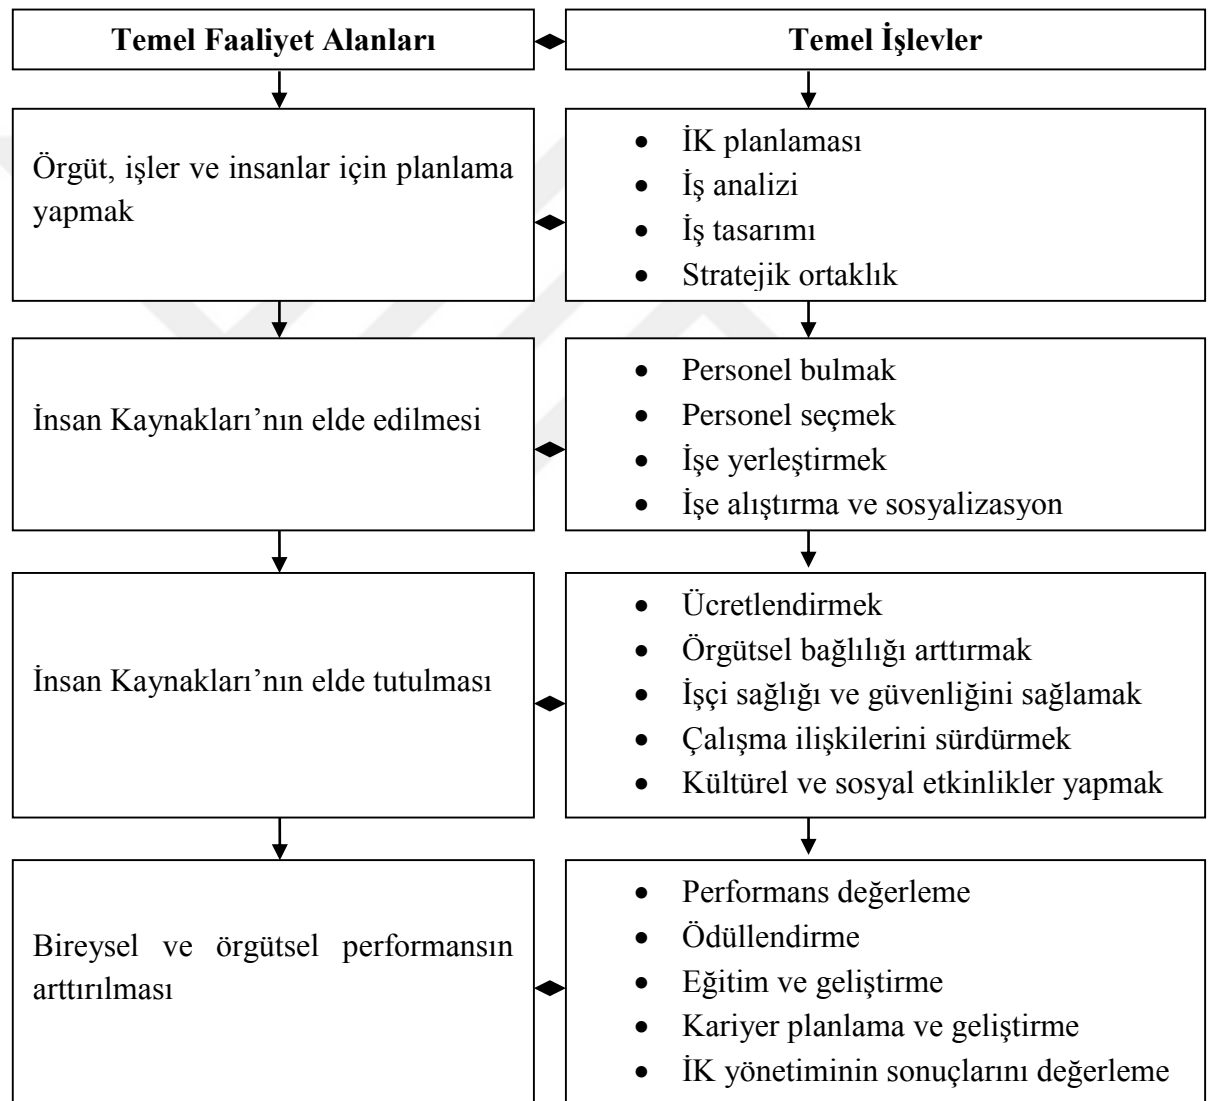 Temel Faaliyet Alanları
Temel İşlevler
Örgüt, işler ve insanlar için planlama
yapmak
• İK planlaması
• İş analizi
• İş tasarımı
• Stratejik ortaklık
İnsan Kaynakları’nın elde edilmesi
• Personel bulmak
• Personel seçmek
• İşe yerleştirmek
• İşe alıştırma ve sosyalizasyon
İnsan Kaynakları’nın elde tutulması
• Ücretlendirmek
• Örgütsel bağlılığı arttırmak
• İşçi sağlığı ve güvenliğini sağlamak
• Çalışma ilişkilerini sürdürmek
• Kültürel ve sosyal etkinlikler yapmak
Bireysel ve örgütsel performansın
arttırılması
• Performans değerleme
• Ödüllendirme
• Eğitim ve geliştirme
• Kariyer planlama ve geliştirme
• İK yönetiminin sonuçlarını değerleme